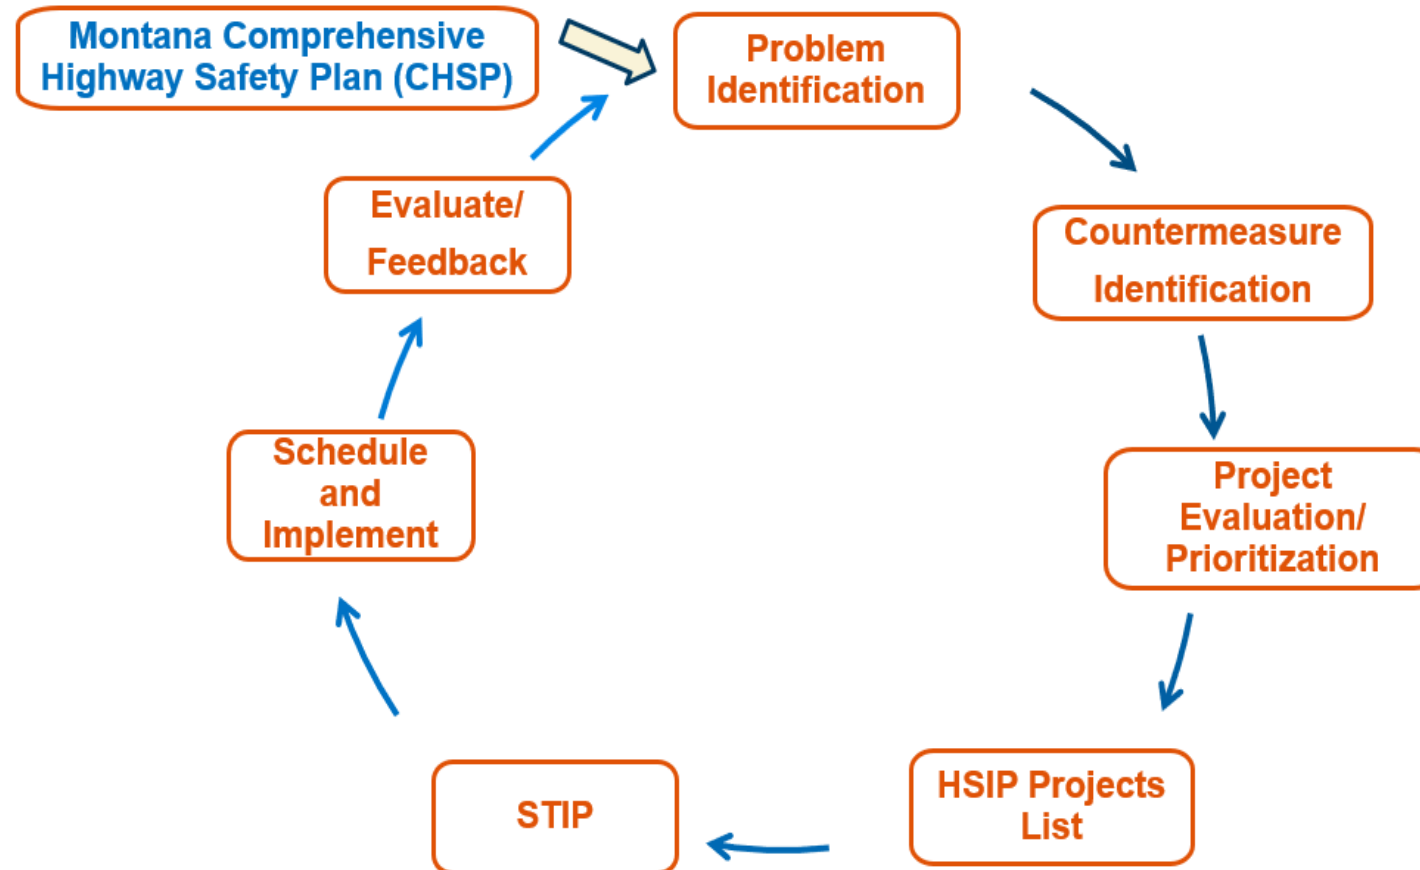 Montana Comprehensive
Highway Safety Plan (CHSP)
Problem
Identification
Countermeasure
Identification
Project
Evaluation/
Prioritization
HSIP Projects
List
STIP
Schedule
and
Implement
Evaluate/
Feedback